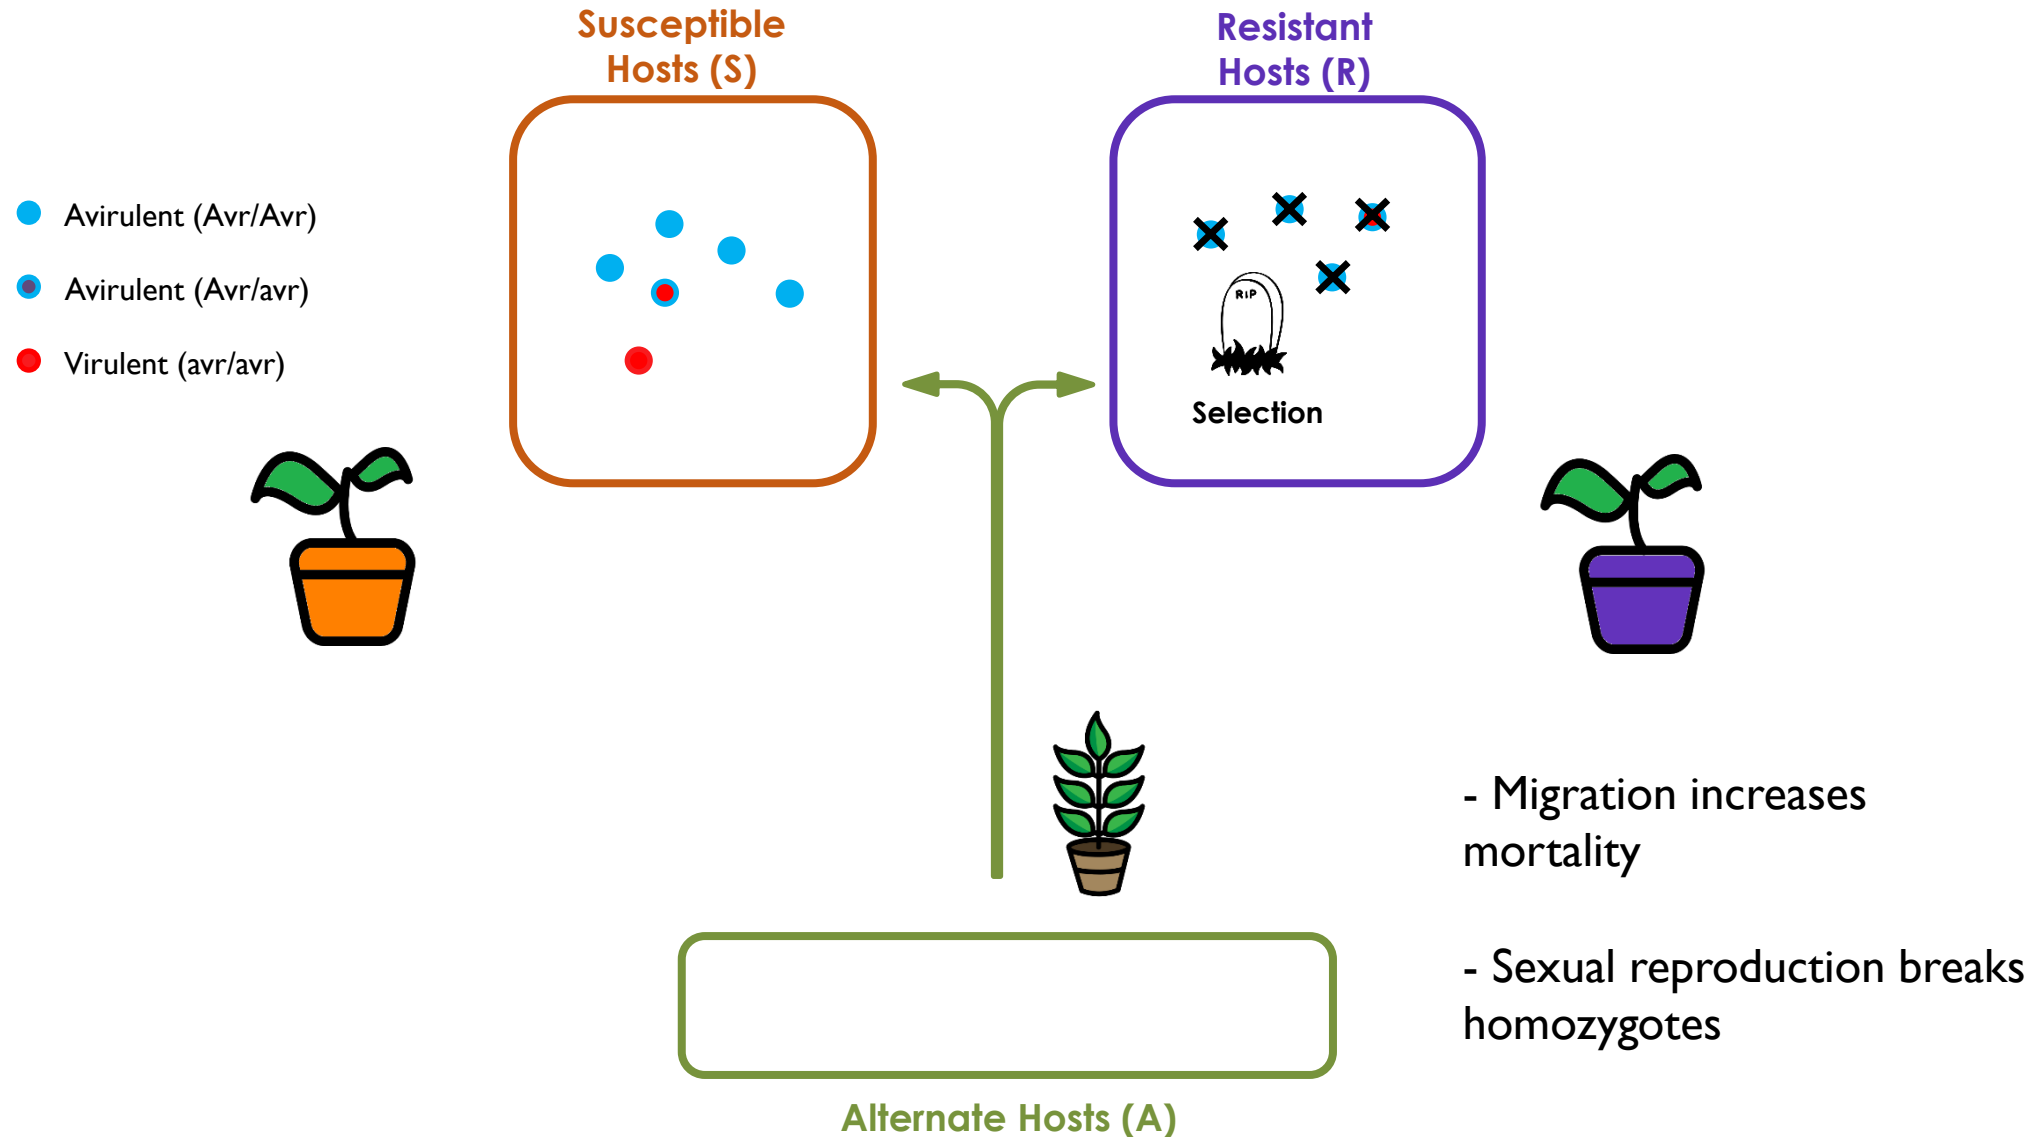 Susceptible
Hosts (S)
Resistant
Hosts (R)
Avirulent (Avr/Avr)
Avirulent (Avr/avr)
Virulent (avr/avr)
RIP
Selection
- Migration increases
mortality
- Sexual reproduction breaks
homozygotes
Alternate Hosts (A)